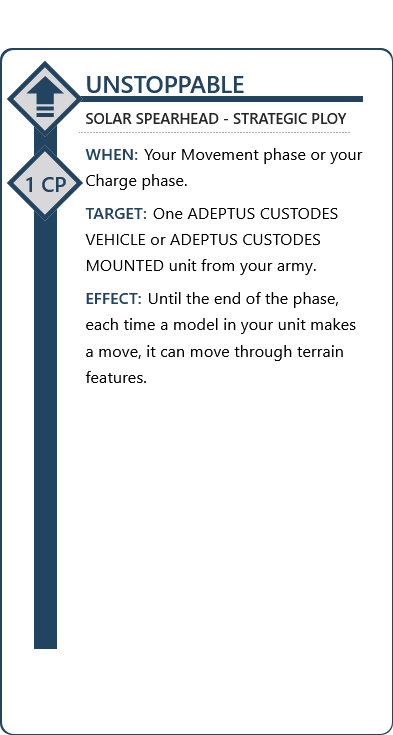 UNSTOPPABLE
SOLAR SPEARHEAD - STRATEGIC PLOY
1 CP
WHEN: Your Movement phase or your
Charge phase.
TARGET: One ADEPTUS CUSTODES
VEHICLE or ADEPTUS CUSTODES
MOUNTED unit from your army.
EFFECT: Until the end of the phase,
each time a model in your unit makes
a move, it can move through terrain
features.